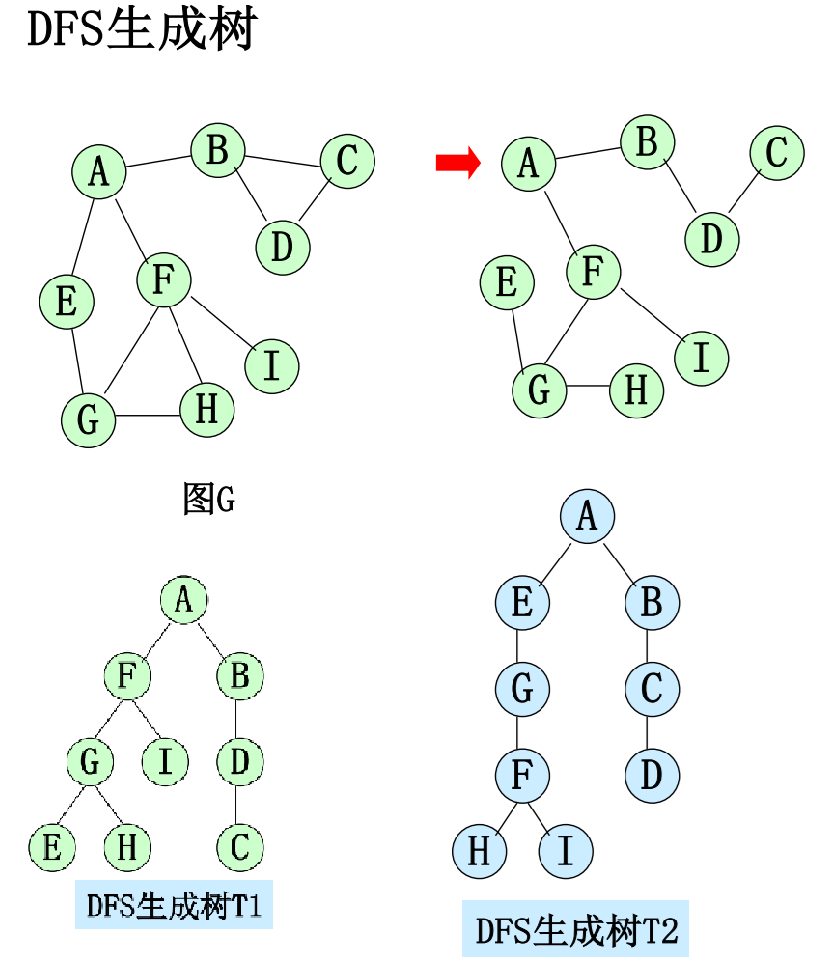 DFS生成树
A B C
D
E F
G H I
图G
A B C
D
E F
G H I
A
F B
G I D
E H C
DFS生成树T1
A
E B
G C
F D
H I
DFS生成树T2